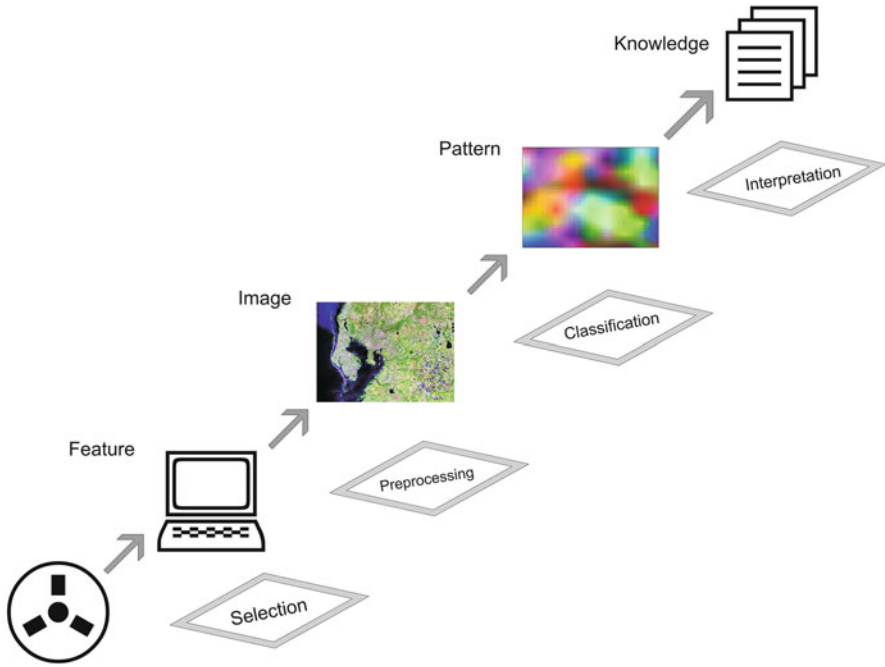 Knowledge
Pattern
Interpretation
Image
Classification
Feature
Preprocessing
Selection